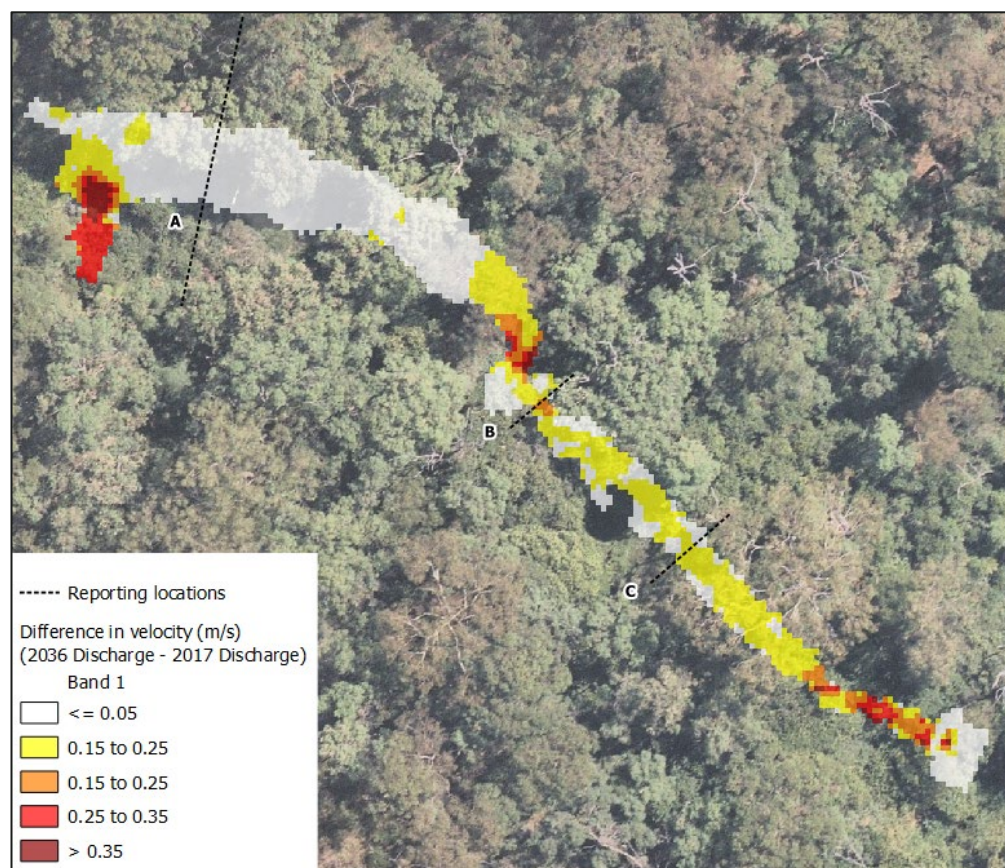 A
B
C
Reporting locations
Difference in velocity (m/s)
(2036 Discharge - 2017 Discharge)
Band 1
<= 0.05
0.15 to 0.25
0.15 to 0.25
0.25 to 0.35
> 0.35